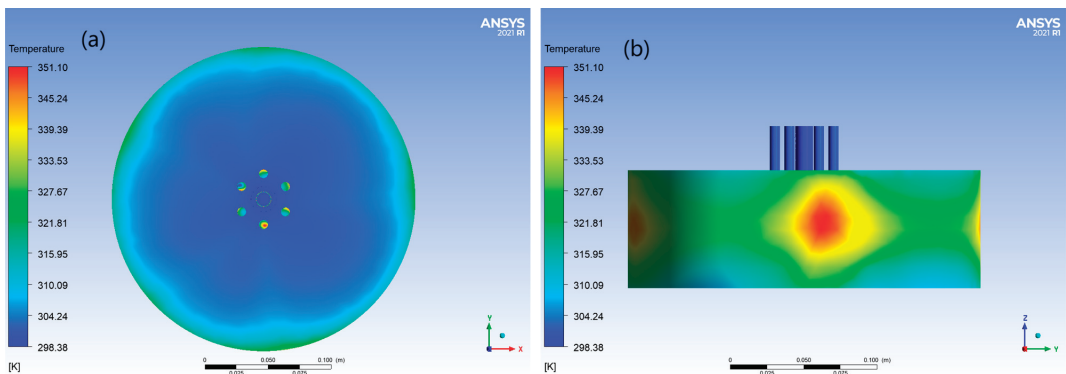 (a)
ANSYS
2021 R1
Temperature
351.10
345.24
339.39
333.53
327.67
321.81
315.95
310.09
304.24
298.38
[K]
0 0.050 0.100 (m)
0.025 0.075
Y
X
(b)
ANSYS
2021 R1
Temperature
351.10
345.24
339.39
333.53
327.67
321.81
315.95
310.09
304.24
298.38
[K]
0 0.050 0.100 (m)
0.025 0.075
Z
Y